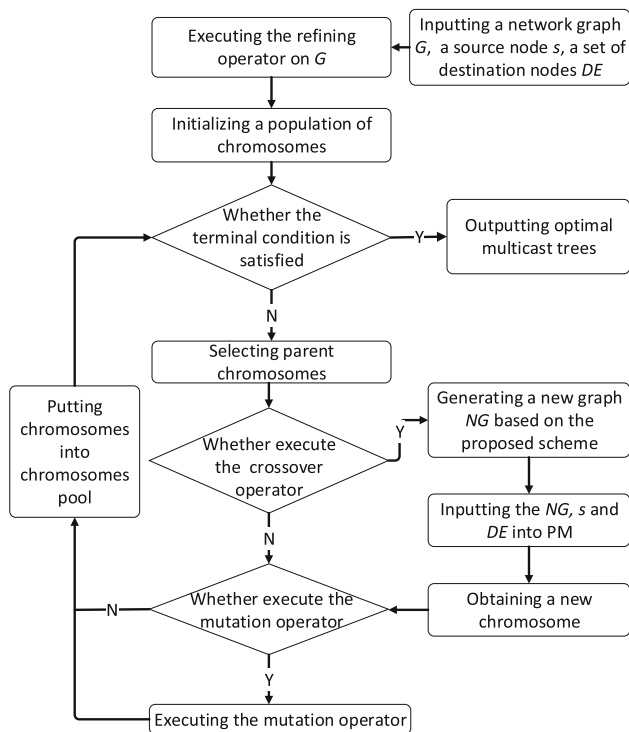 Inputting a network graph
G, a source node s, a set of
destination nodes DE
Executing the refining
operator on G
Initializing a population of
chromosomes
Whether the
terminal condition is
satisfied
Y
Outputting optimal
multicast trees
N
Selecting parent
chromosomes
Whether execute
the crossover
operator
Y
Generating a new graph
NG based on the
proposed scheme
Inputting the NG, s and
DE into PM
Obtaining a new
chromosome
N
Whether execute the
mutation operator
N
Y
Executing the mutation operator
Putting
chromosomes
into
chromosomes
pool